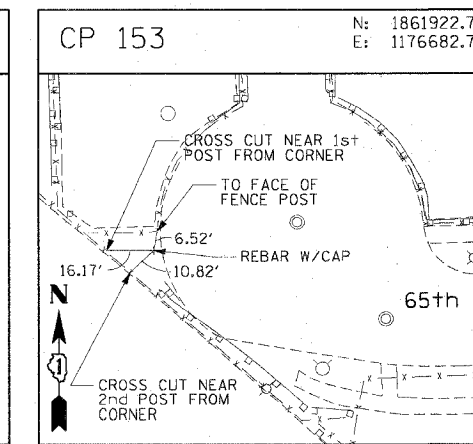 CP 153
N: 1861922.7
E: 1176682.7
CROSS CUT NEAR 1st
POST FROM CORNER
TO FACE OF
FENCE POST
6.52'
REBAR W/CAP
16.17'
10.82'
N
65th
1
CROSS CUT NEAR
2nd POST FROM
CORNER